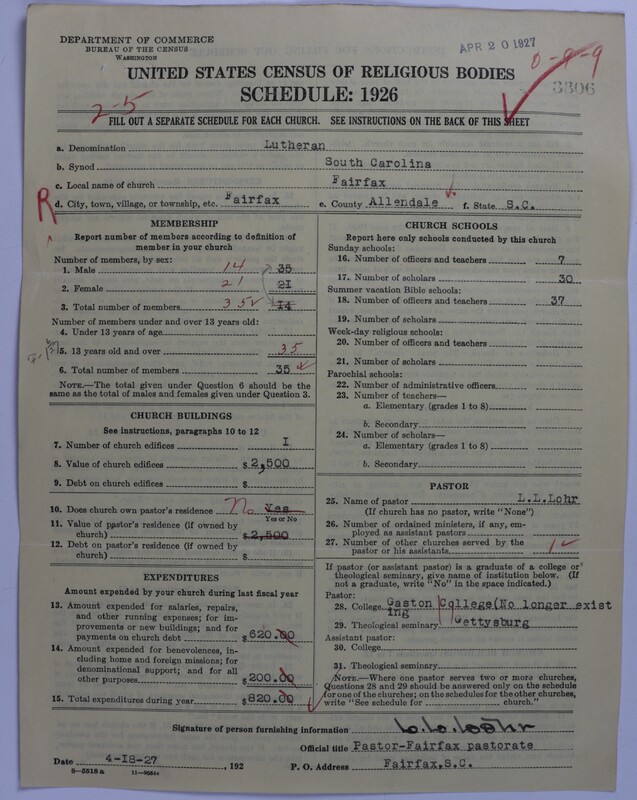 DEPARTMENT OF COMMERCE
BUREAU OF THE CENSUS
WASHINGTON
APR 20 1927
0-9-9
3306
UNITED STATES CENSUS OF RELIGIOUS BODIES
SCHEDULE: 1926
2-5
FILL OUT A SEPARATE SCHEDULE FOR EACH CHURCH. SEE INSTRUCTIONS ON THE BACK OF THIS SHEET
a. Denomination Lutheran
b. Synod South Carolina
c. Local name of church Fairfax
R
d. City, town, village, or township, etc. Fairfax e. County Allendale f. State S.C.
MEMBERSHIP
Report number of members according to definition of
member in your church
Number of members, by sex:
1. Male 14 35
2. Female 21 21
3. Total number of members 35 14
Number of members under and over 13 years old:
4. Under 13 years of age
5. 13 years old and over 35
6. Total number of members 35
NOTE.—The total given under Question 6 should be
same as the total of males and females given under Question 3.
CHURCH BUILDINGS
See instructions, paragraphs 10 to 12
7. Number of church edifices I
8. Value of church edifices $2,500
9. Debt on church edifices $
10. Does church own pastor's residence? No Yes
Yes or No
11. Value of pastor's residence (if owned by
church) $2,500
12. Debt on pastor's residence (if owned by
church) $
EXPENDITURES
Amount expended by your church during last fiscal year
13. Amount expended for salaries, repairs,
and other running expenses; for im-
provements or new buildings; and for
payments on church debt $620.00
14. Amount expended for benevolences, in-
cluding home and foreign missions; for
denominational support; and for all
other purposes $200.00
15. Total expenditures during year $820.00
CHURCH SCHOOLS
Report here only schools conducted by this church
Sunday schools:
16. Number of officers and teachers 7
17. Number of scholars 30
Summer vacation Bible schools:
18. Number of officers and teachers 37
19. Number of scholars
Week-day religious schools:
20. Number of officers and teachers
21. Number of scholars
Parochial schools:
22. Number of administrative officers
23. Number of teachers—
a. Elementary (grades 1 to 8)
b. Secondary
24. Number of scholars—
a. Elementary (grades 1 to 8)
b. Secondary
PASTOR
25. Name of pastor L.L.Lohr
(If church has no pastor, write "None")
26. Number of ordained ministers, if any, em-
ployed as assistant pastors
27. Number of other churches served by the
pastor or his assistants 1
If pastor (or assistant pastor) is a graduate of a college or
theological seminary, give name of institution below. (If
not a graduate, write "No" in the space indicated.)
Pastor:
28. College Gaston College(No longer exist
ing
29. Theological seminary Gettysburg
Assistant pastor:
30. College
31. Theological seminary
NOTE.—Where one pastor serves two or more churches,
Questions 28 and 29 should be answered only on the schedule
for one of the churches; on the schedules for the other churches,
write "See schedule for church."
Signature of person furnishing information L.L.Lohr
Official title Pastor-Fairfax pastorate
Date 4-18-27, 192 P. O. Address Fairfax,S.C.
8-5518 a